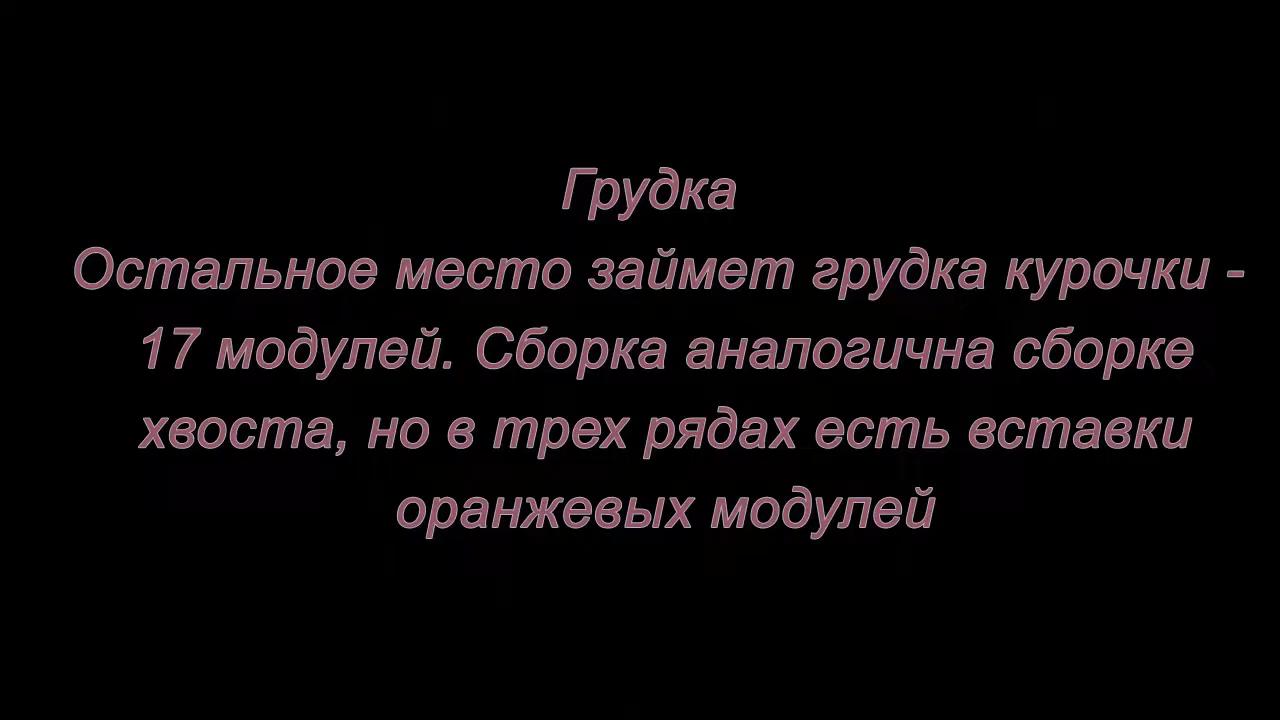 Грудка
Остальное место займет грудка курочки -
17 модулей. Сборка аналогична сборке
хвоста, но в трех рядах есть вставки
оранжевых модулей